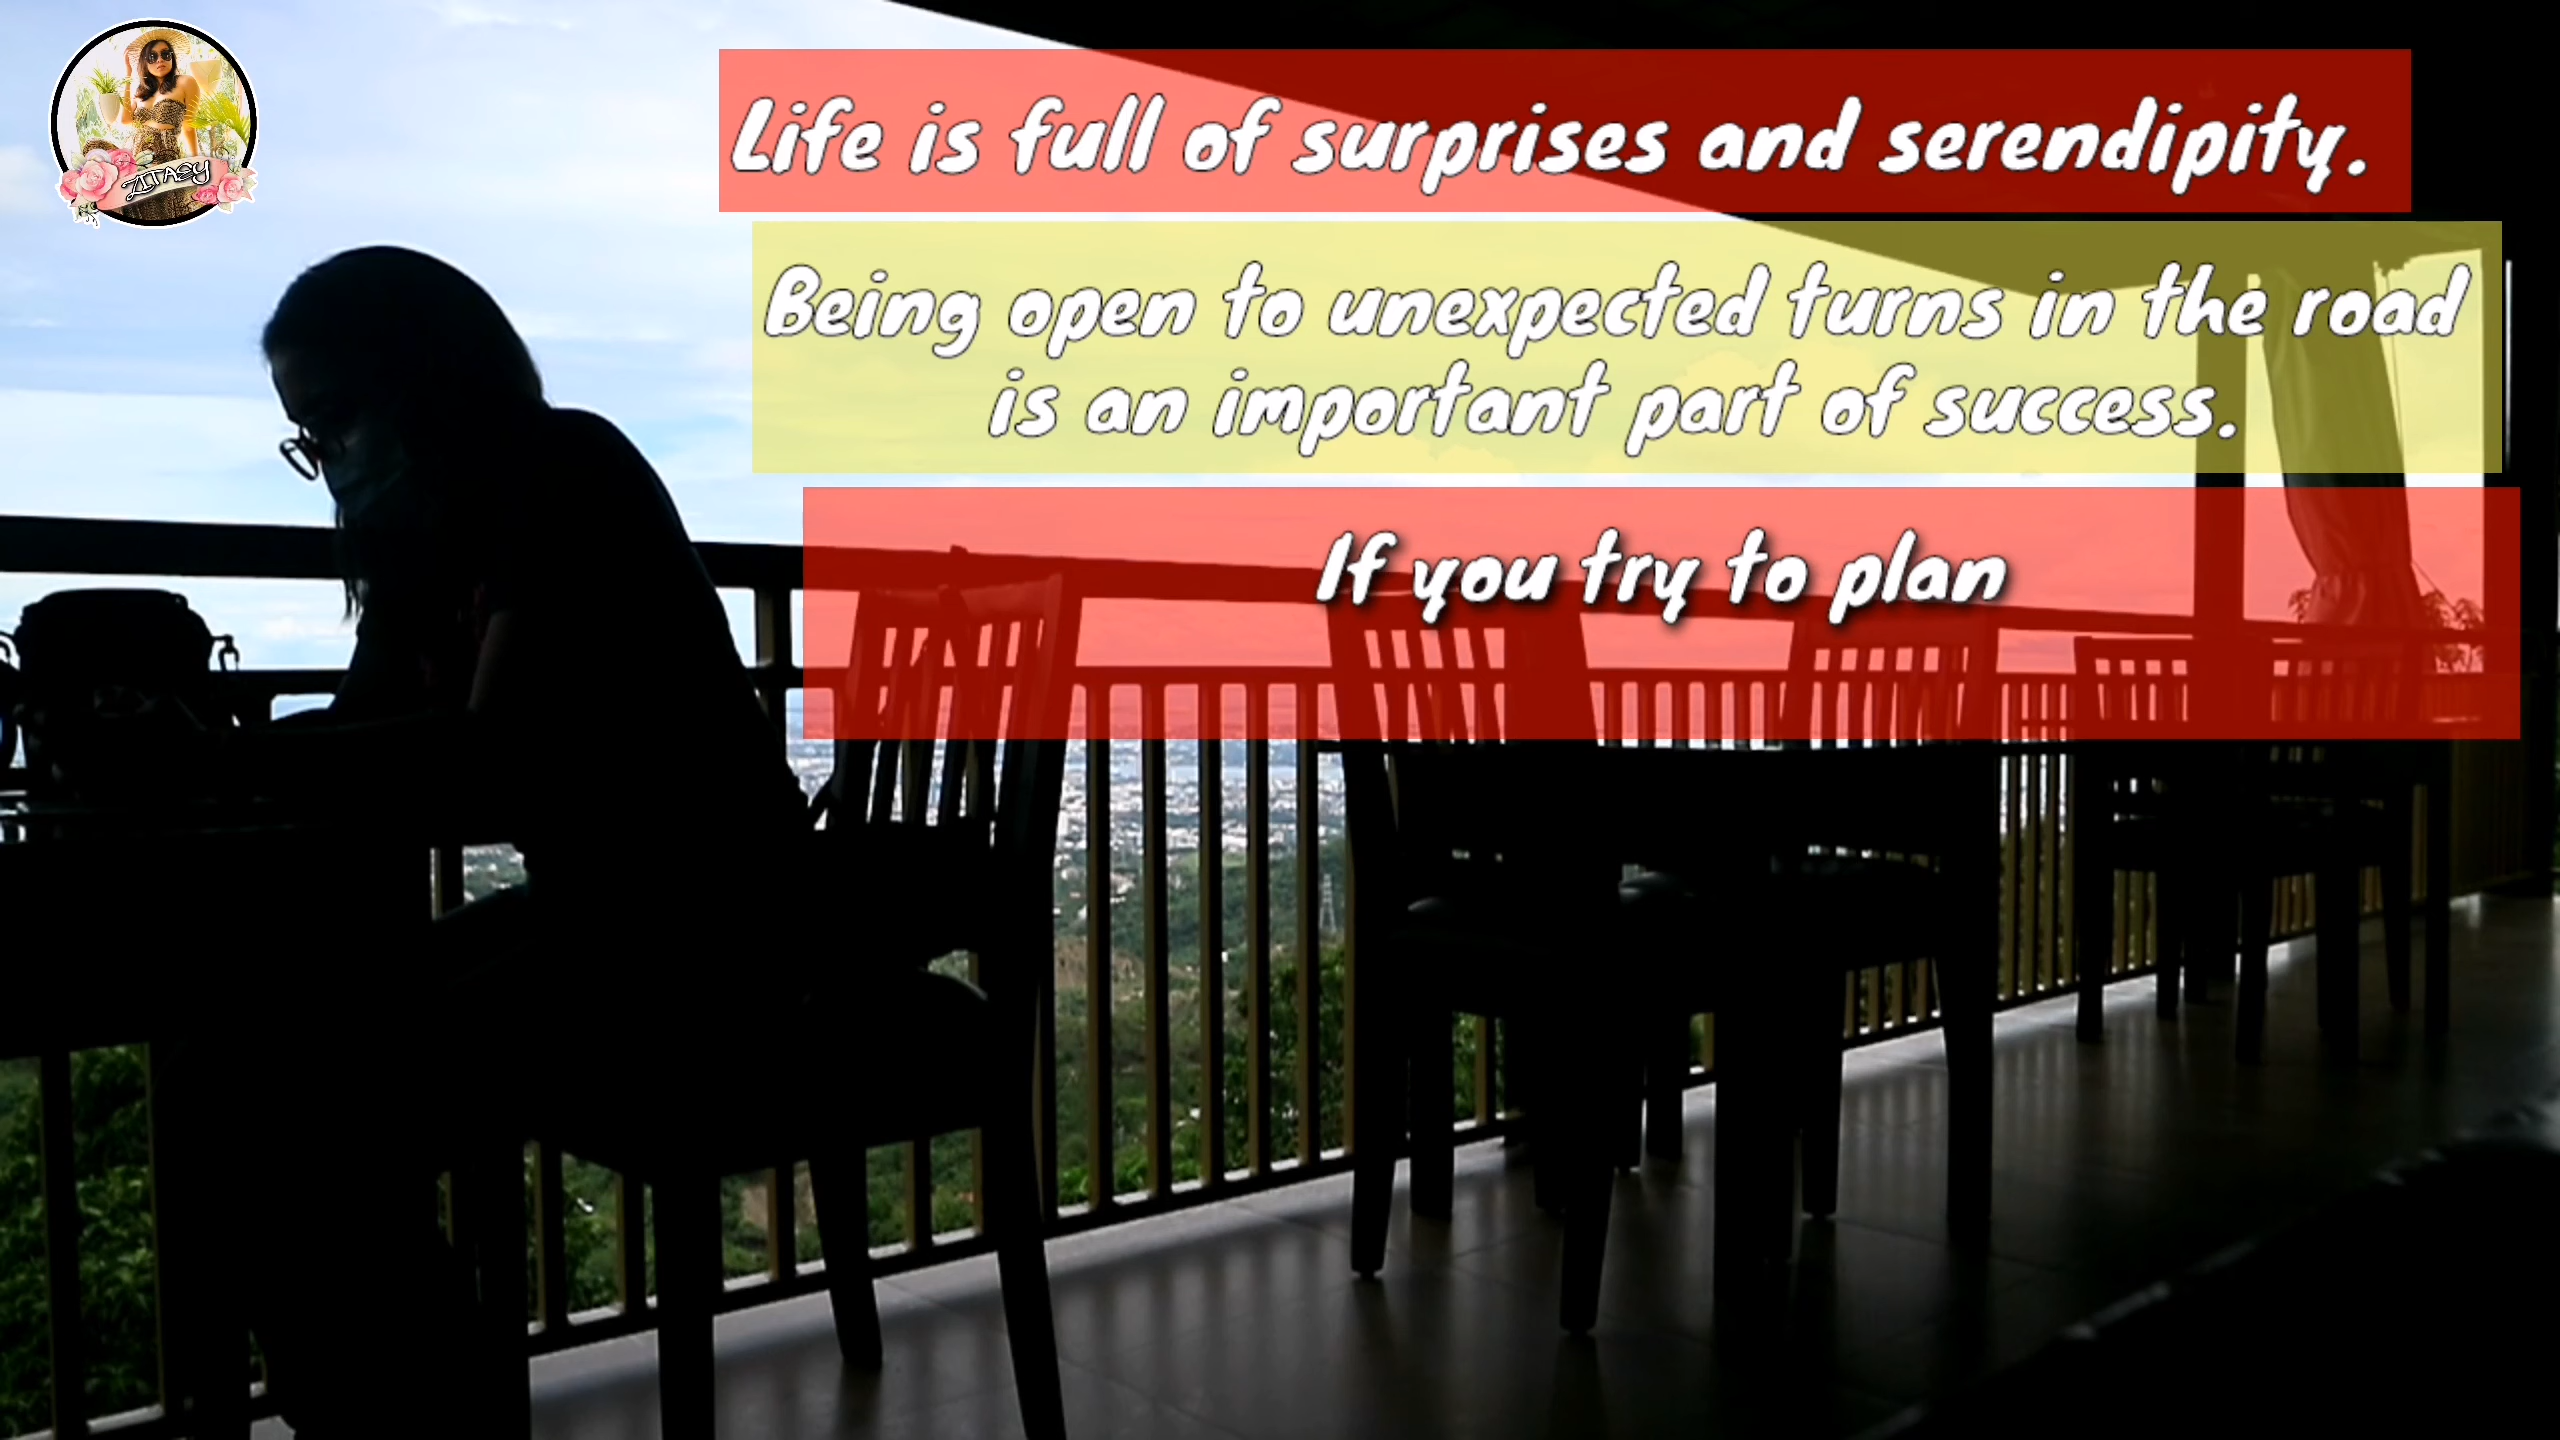 ZITAGY
Life is full of surprises and serendipity.
Being open to unexpected turns in the road
is an important part of success.
If you try to plan